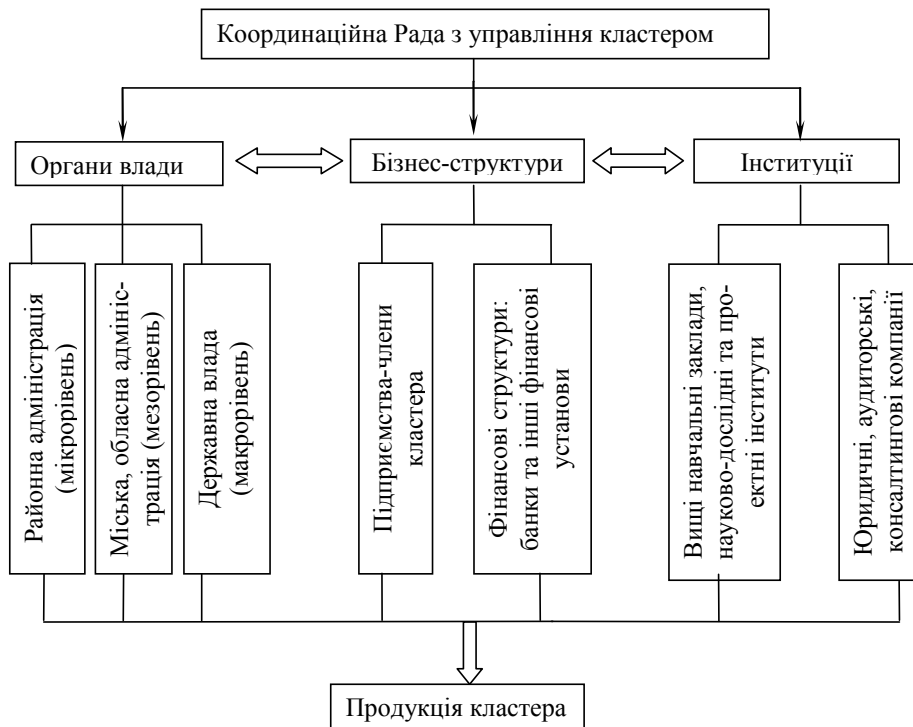 Координаційна Рада з управління кластером
Органи влади
Бізнес-структури
Інституції
Районна адміністрація
(мікрорівень)
Міська, обласна адмініс-
трація (мезорівень)
Державна влада
(макрорівень)
Підприємства-члени
кластера
Фінансові структури:
банки та інші фінансові
установи
Вищі навчальні заклади,
науково-дослідні та про-
ектні інститути
Юридичні, аудиторські,
консалтингові компанії
Продукція кластера